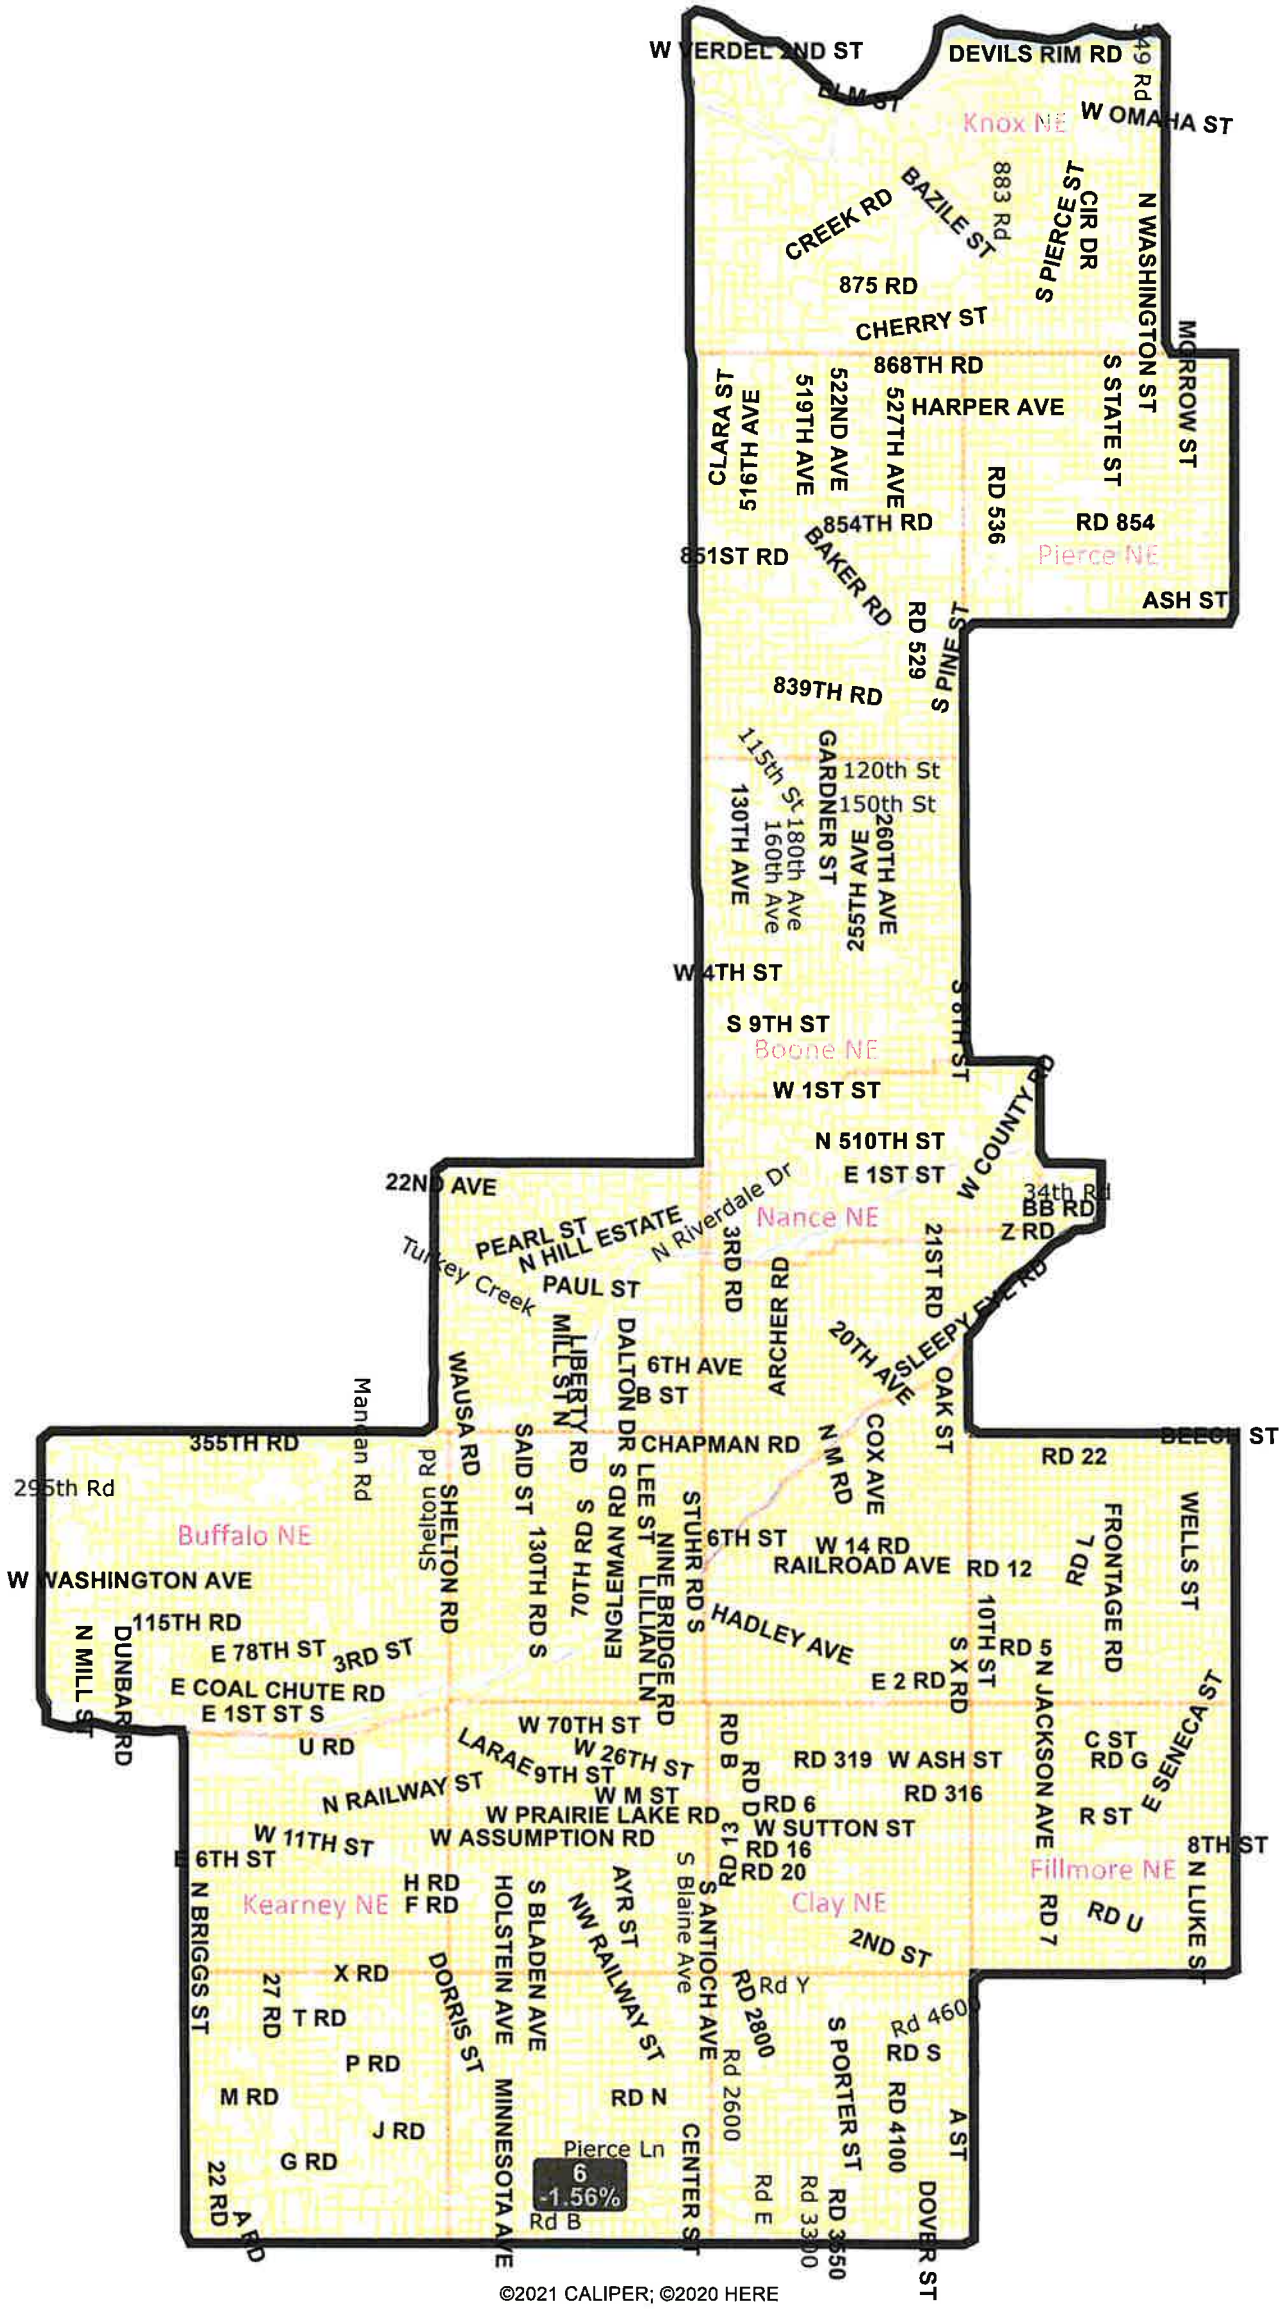 W VERDEL 2ND ST
DEVILS RIM RD
549 Rd
ELM ST
W OMAHA ST
Knox NE
883 Rd
S PIERCE ST
CIR DR
BAZILE ST
CREEK RD
N WASHINGTON ST
875 RD
CHERRY ST
MORROW ST
868TH RD
CLARA ST
516TH AVE
519TH AVE
522ND AVE
527TH AVE
HARPER AVE
S STATE ST
RD 536
854TH RD
RD 854
851ST RD
BAKER RD
Pierce NE
ASH ST
RD 529
S PINE ST
839TH RD
115th St
GARDNER ST
120th St
150th St
130TH AVE
160th Ave
180th Ave
255TH AVE
260TH AVE
W 4TH ST
S 8TH ST
S 9TH ST
Boone NE
W 1ST ST
W COUNTY RD
N 510TH ST
E 1ST ST
22ND AVE
34th Rd
BB RD
Z RD
PEARL ST
N HILL ESTATE
N Riverdale Dr
Nance NE
3RD RD
21ST RD
Turkey Creek
PAUL ST
ARCHER RD
SLEEPY EYE RD
MILL ST N
LIBERTY RD
DALTON DR
6TH AVE
B ST
20TH AVE
OAK ST
WAUSA RD
Mandan Rd
355TH RD
SAID ST
CHAPMAN RD
N M RD
COX AVE
BEECH ST
RD 22
295th Rd
Shelton Rd
SHELTON RD
70TH RD S
ENGLEMAN RD S
LEE ST
STUHR RD S
WELLS ST
FRONTAGE RD
RD 7
Buffalo NE
130TH RD S
NINE BRIDGE RD
6TH ST
W 14 RD
RAILROAD AVE
RD 12
W WASHINGTON AVE
LILLIAN LN
10TH ST
115TH RD
HADLEY AVE
N MILL ST
DUNBAR RD
E 78TH ST
3RD ST
S X RD
RD 5
E COAL CHUTE RD
E 2 RD
N JACKSON AVE
E 1ST ST S
W 70TH ST
RD B
C ST
E SENECA ST
U RD
LARAE
W 26TH ST
RD 319
W ASH ST
RD G
9TH ST
RD D
N RAILWAY ST
W M ST
RD 6
RD 316
W PRAIRIE LAKE RD
R ST
W 11TH ST
W ASSUMPTION RD
13 RD
W SUTTON ST
8TH ST
E 6TH ST
RD 16
RD 20
Fillmore NE
H RD
F RD
Kearney NE
N BRIGGS ST
HOLSTEIN AVE
S BLADEN AVE
AYR ST
NW RAILWAY ST
S Blaine Ave
S ANTIOCH AVE
Clay NE
RD 7
RD U
N LUKE ST
2ND ST
X RD
DORRIS ST
RD 2800
Rd Y
27 RD
T RD
S PORTER ST
Rd 4600
P RD
RD S
Rd 2600
M RD
MINNESOTA AVE
RD N
RD 4100
A ST
J RD
CENTER ST
Pierce Ln
G RD
6
-1.56%
22 RD
A RD
Rd B
Rd E
Rd 3300
RD 3550
DOVER ST
©2021 CALIPER; ©2020 HERE